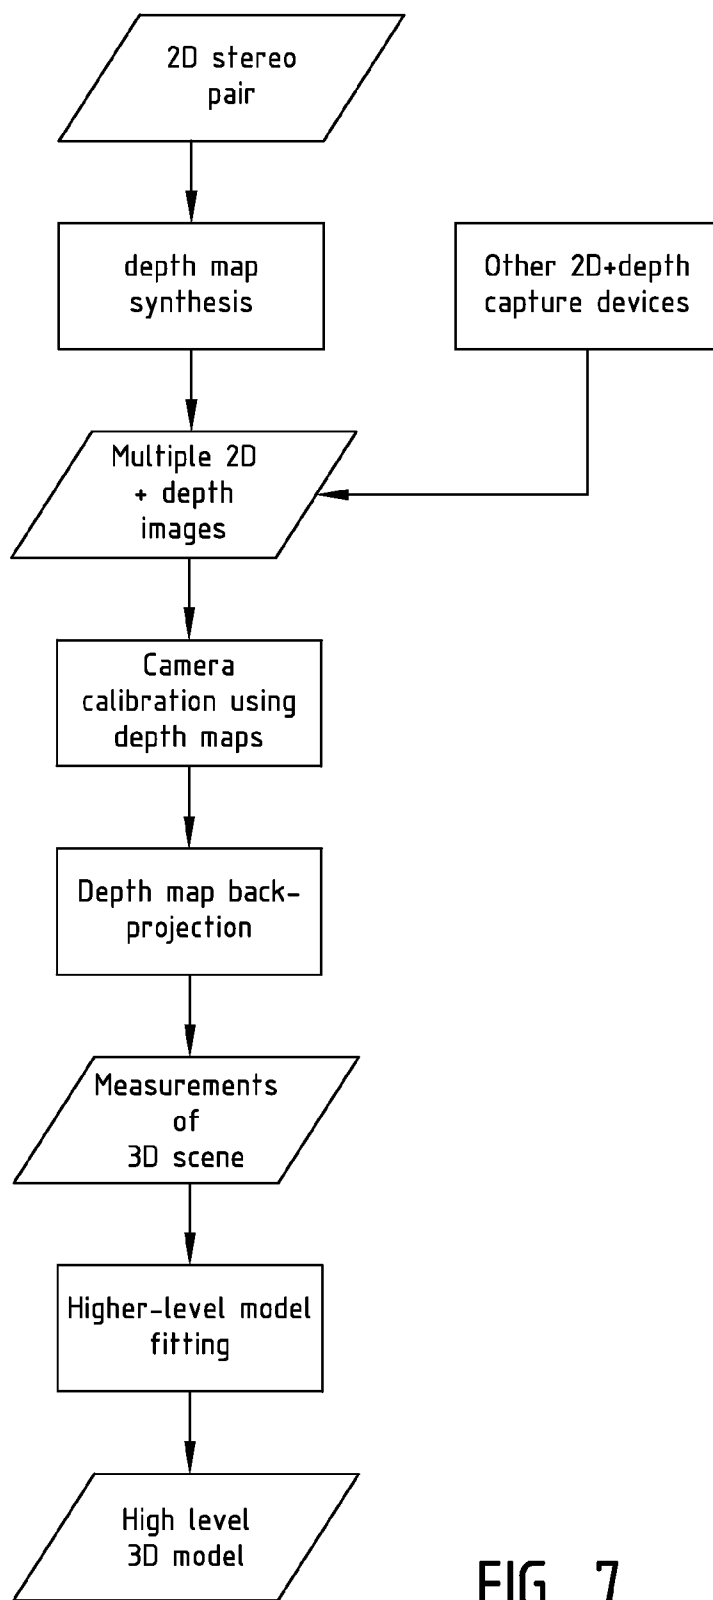 2D stereo
pair
depth map
synthesis
Other 2D+depth
capture devices
Multiple 2D
+ depth
images
Camera
calibration using
depth maps
Depth map back-
projection
Measurements
of
3D scene
Higher-level model
fitting
High level
3D model
FIG. 7